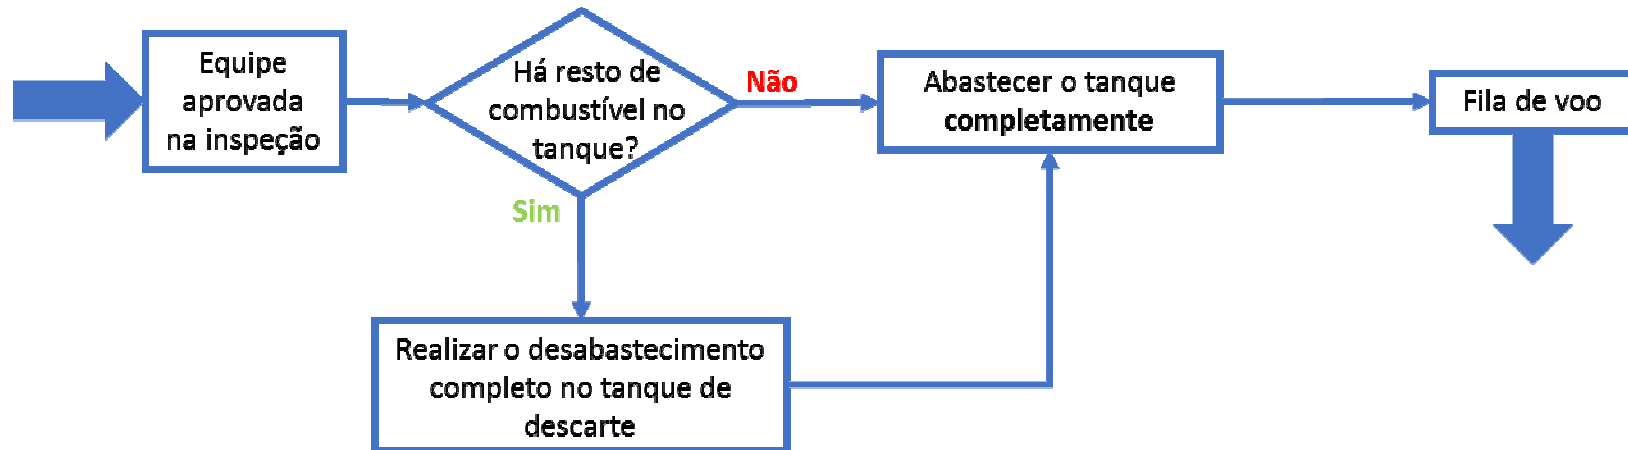 Equipe
aprovada
na inspeção
Há resto de
combustível no
tanque?
Não
Sim
Abastecer o tanque
completamente
Fila de voo
Realizar o desabastecimento
completo no tanque de
descarte